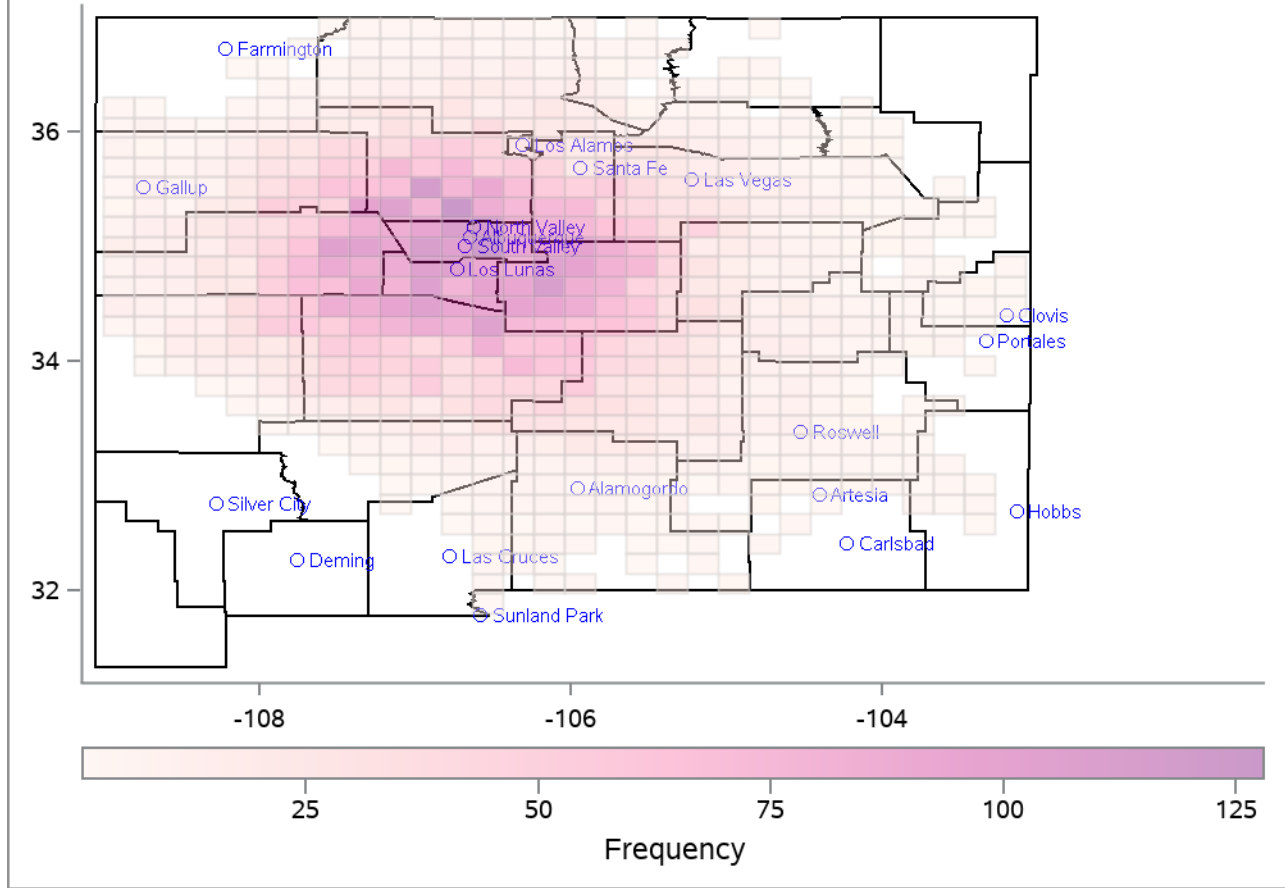 Farmington
36
Los Alamos
Santa Fe
Gallup
Las Vegas
North Valley
Albuquerque
South Valley
Los Lunas
Clovis
Portales
34
Roswell
Alamogordo
Artesia
Silver City
Hobbs
Carlsbad
Las Cruces
Deming
32
Sunland Park
-108 -106 -104
25 50 75 100 125
Frequency